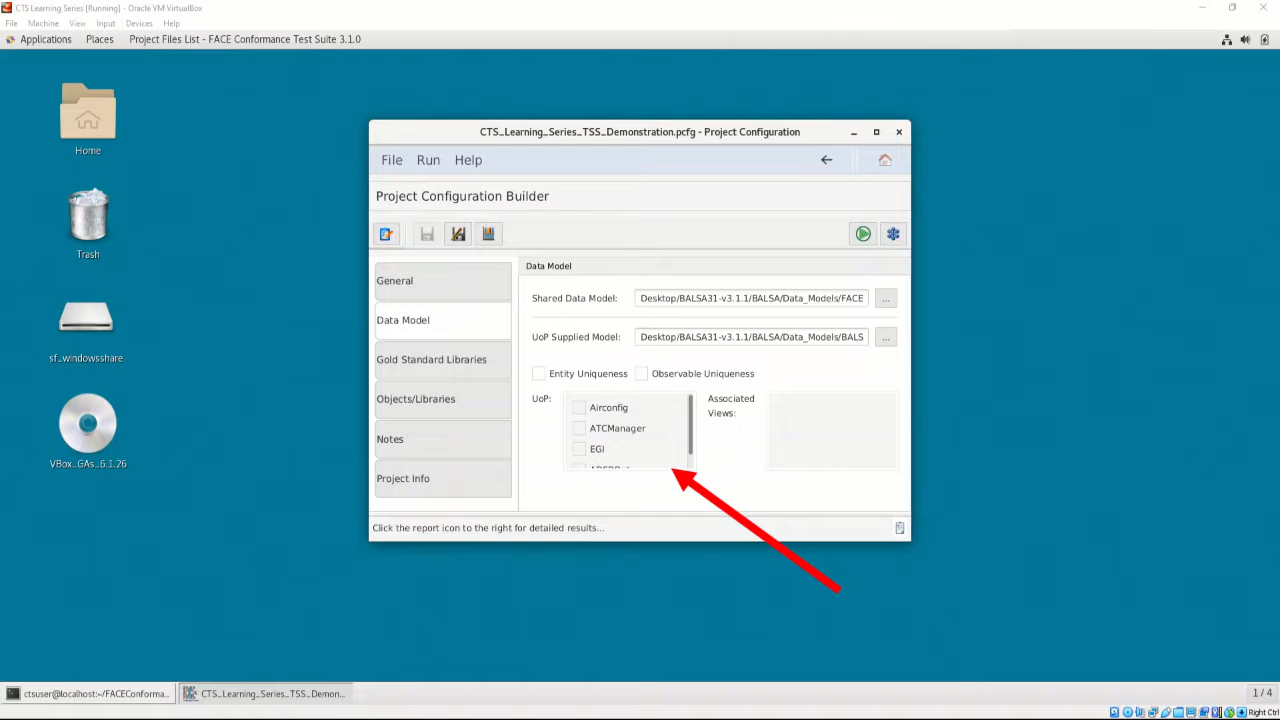 CTS Learning Series [Running] - Oracle VM VirtualBox
File Machine View Input Devices Help
Applications Places Project Files List - FACE Conformance Test Suite 3.1.0
Home
Trash
sf_windowsshare
VBox_GAs_6.1.26
CTS_Learning_Series_TSS_Demonstration.pcfg - Project Configuration
File Run Help
Project Configuration Builder
General
Data Model
Gold Standard Libraries
Objects/Libraries
Notes
Project Info
Data Model
Shared Data Model: Desktop/BALSA31-v3.1.1/BALSA/Data_Models/FACE ...
UoP Supplied Model: Desktop/BALSA31-v3.1.1/BALSA/Data_Models/BALS ...
Entity Uniqueness Observable Uniqueness
UoP:
Airconfig
ATCManager
EGI
Associated
Views:
Click the report icon to the right for detailed results...
ctsuser@localhost:~/FACEConforma... CTS_Learning_Series_TSS_Demon... 1 / 4
Right Ctrl